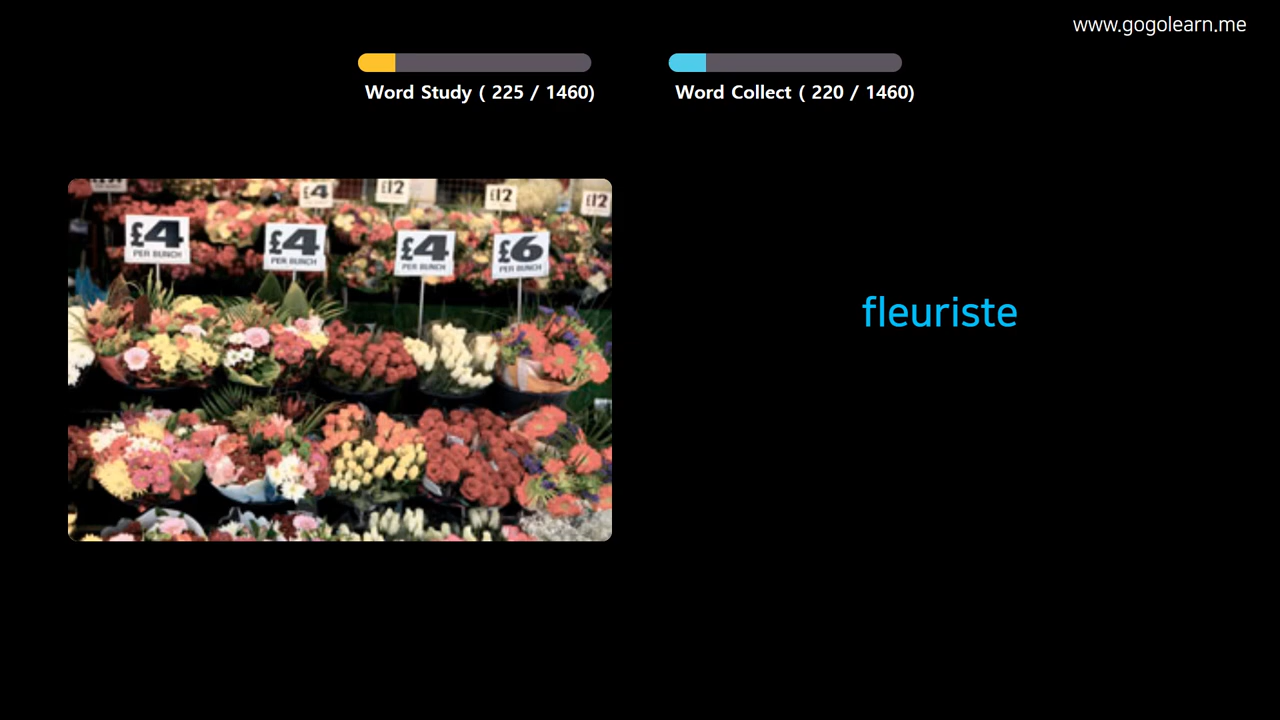 www.gogolearn.me
Word Study ( 225 / 1460)
Word Collect ( 220 / 1460)
£4
£12
£12
£12
£4
PER BUNCH
£4
PER BUNCH
£4
PER BUNCH
£6
PER BUNCH
fleuriste